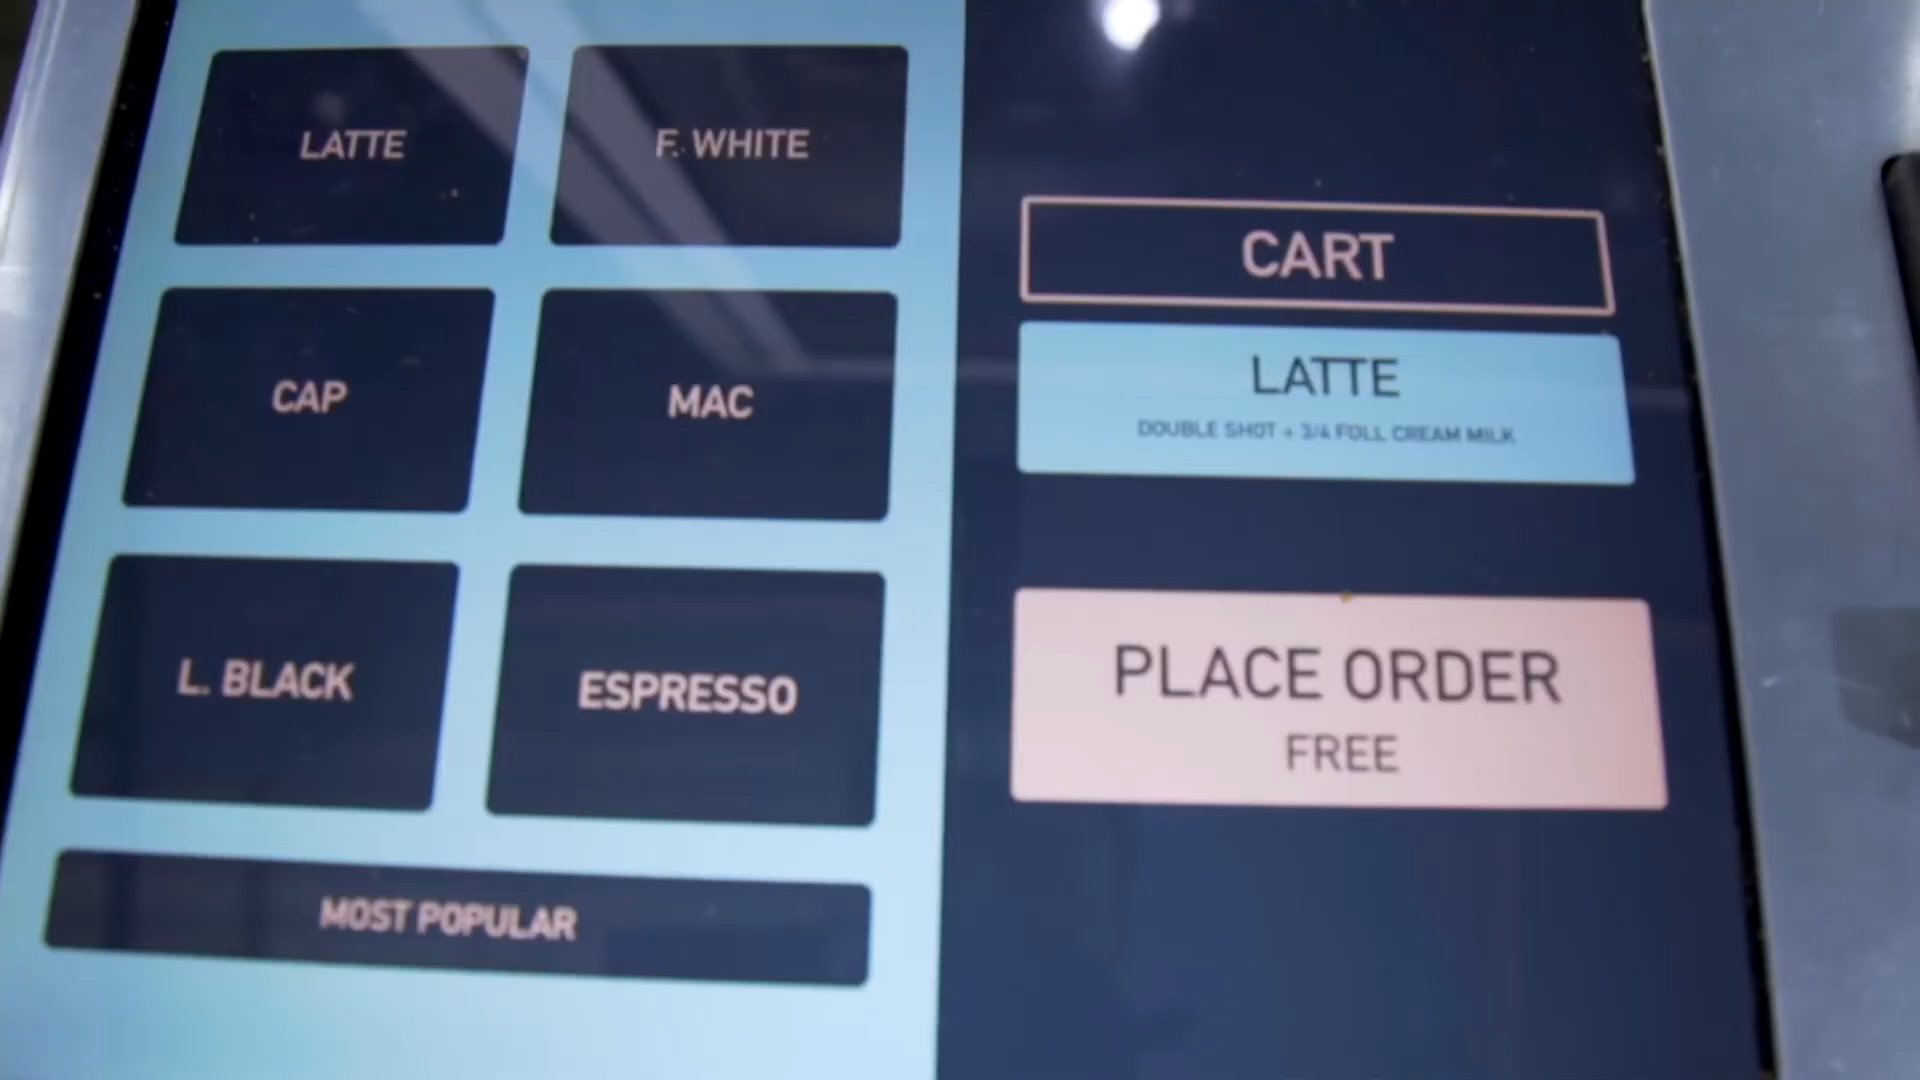 LATTE
F. WHITE
CAP
MAC
L. BLACK
ESPRESSO
MOST POPULAR
CART
LATTE
DOUBLE SHOT + 3/4 FULL CREAM MILK
PLACE ORDER
FREE